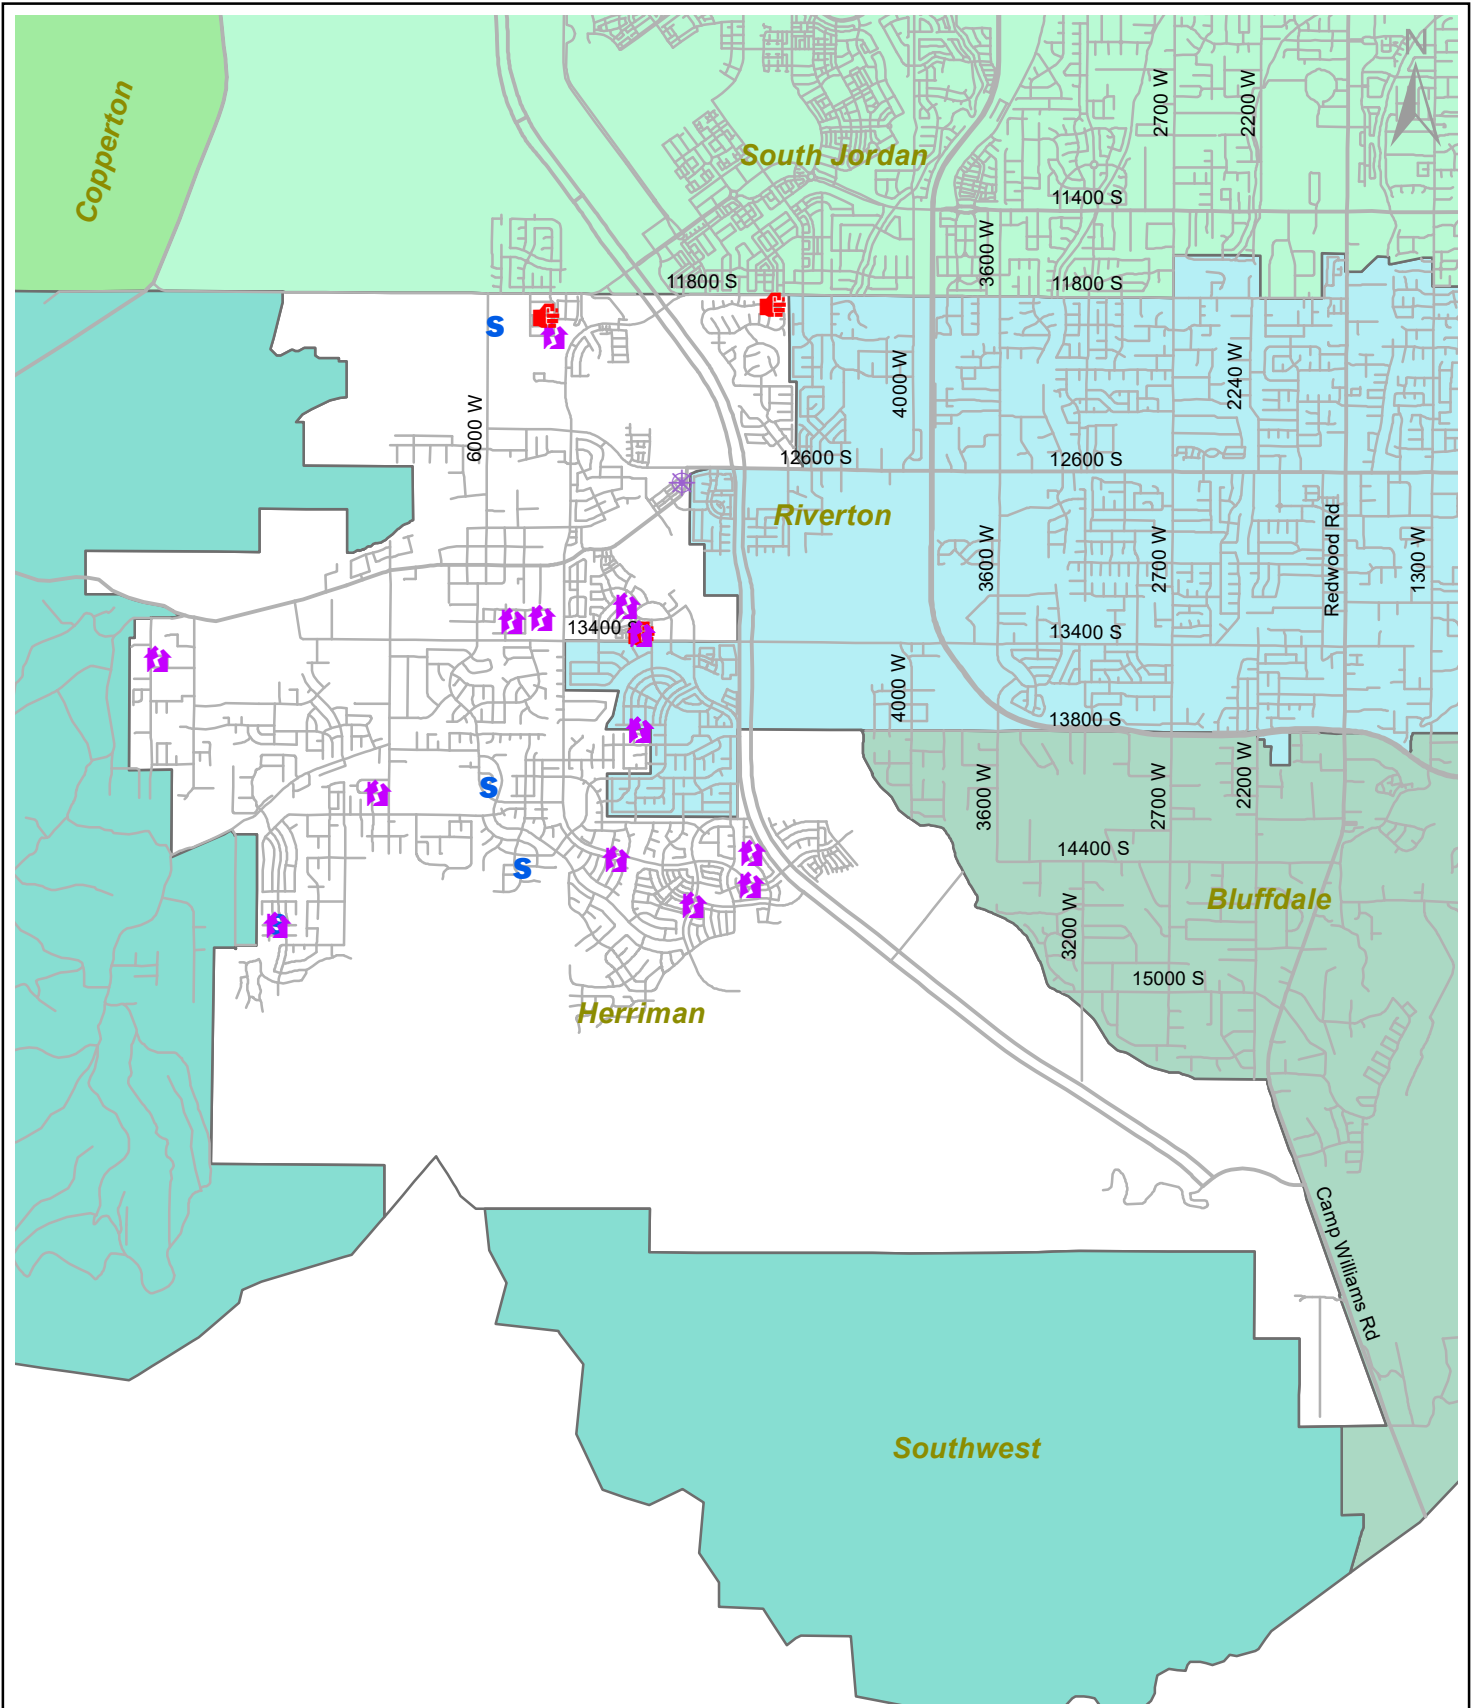 N
Copperton
2700 W
2200 W
South Jordan
11400 S
3600 W
11800 S
11800 S
S
4000 W
2240 W
6000 W
12600 S
12600 S
Riverton
3600 W
2700 W
Redwood Rd
1300 W
13400 S
13400 S
4000 W
13800 S
S
3600 W
2700 W
2200 W
14400 S
S
Bluffdale
S
3200 W
15000 S
Herriman
Camp Williams Rd
Southwest